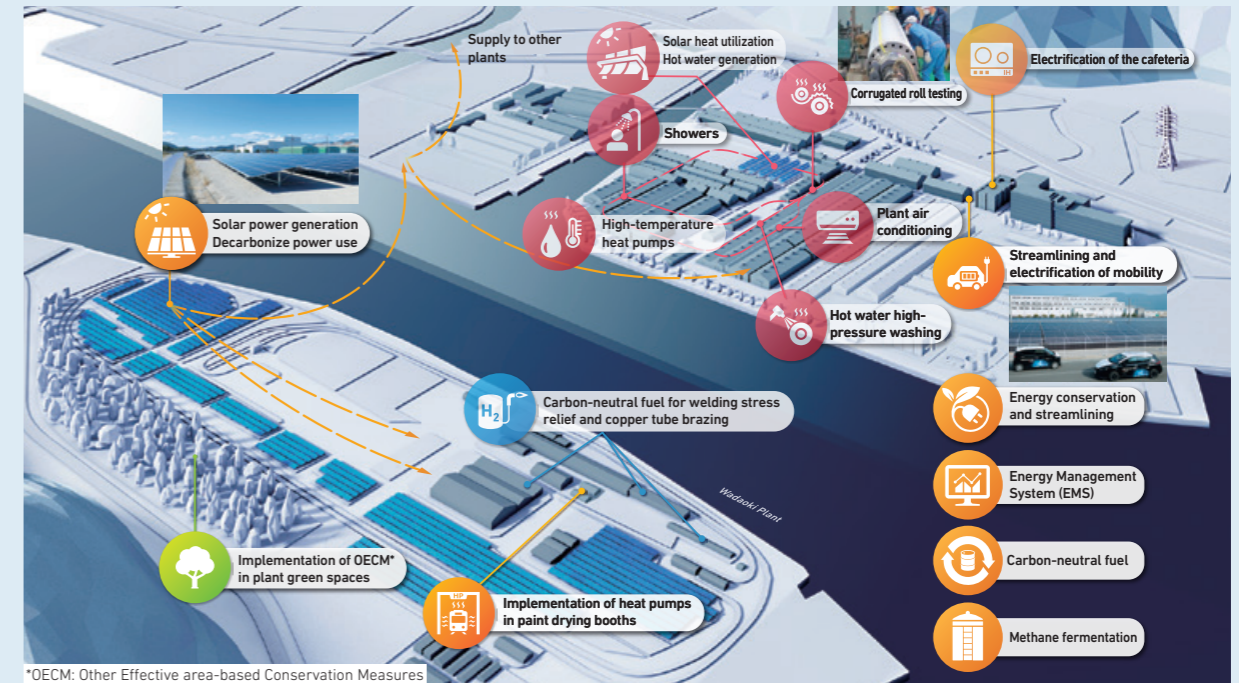 Supply to other
plants
Solar heat utilization
Hot water generation
Corrugated roll testing
IH
Electrification of the cafeteria
Showers
Solar power generation
Decarbonize power use
High-temperature
heat pumps
Plant air
conditioning
Streamlining and
electrification of mobility
Hot water high-
pressure washing
H2
Carbon-neutral fuel for welding stress
relief and copper tube brazing
Energy conservation
and streamlining
Wadaoki Plant
Energy Management
System (EMS)
Implementation of OECM*
in plant green spaces
Carbon-neutral fuel
HP
Implementation of heat pumps
in paint drying booths
Methane fermentation
*OECM: Other Effective area-based Conservation Measures